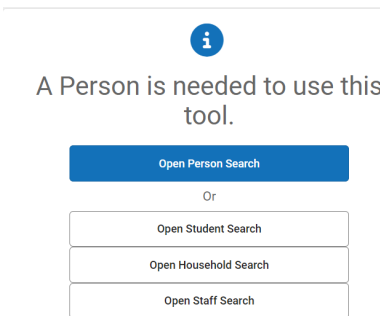 A Person is needed to use this
tool.
Open Person Search
Or
Open Student Search
Open Household Search
Open Staff Search